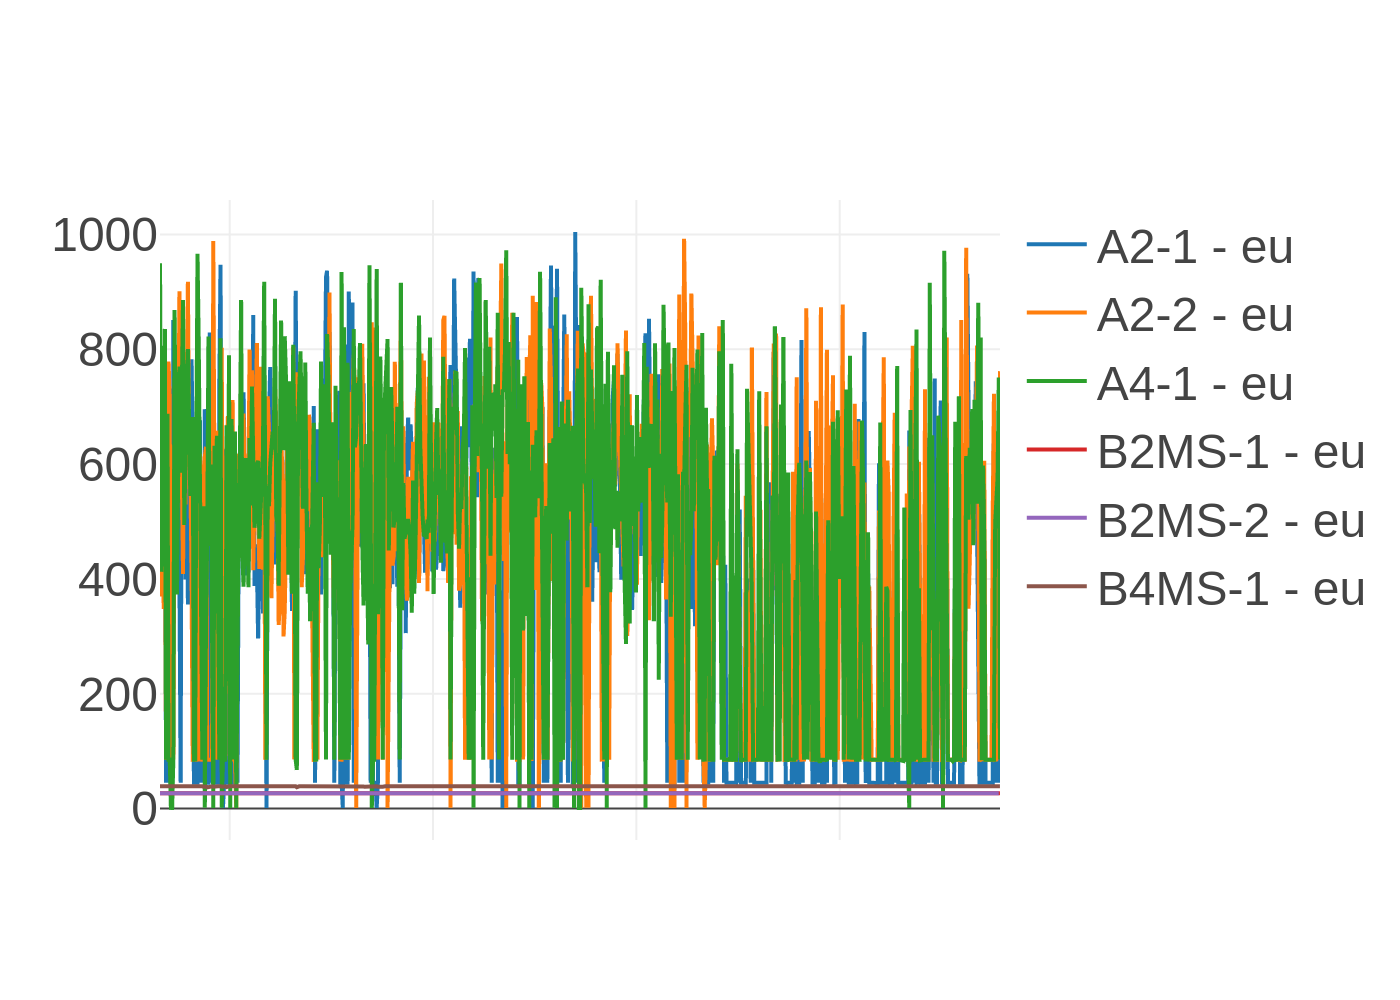 1000
800
600
400
200
0
A2-1 - eu
A2-2 - eu
A4-1 - eu
B2MS-1 - eu
B2MS-2 - eu
B4MS-1 - eu